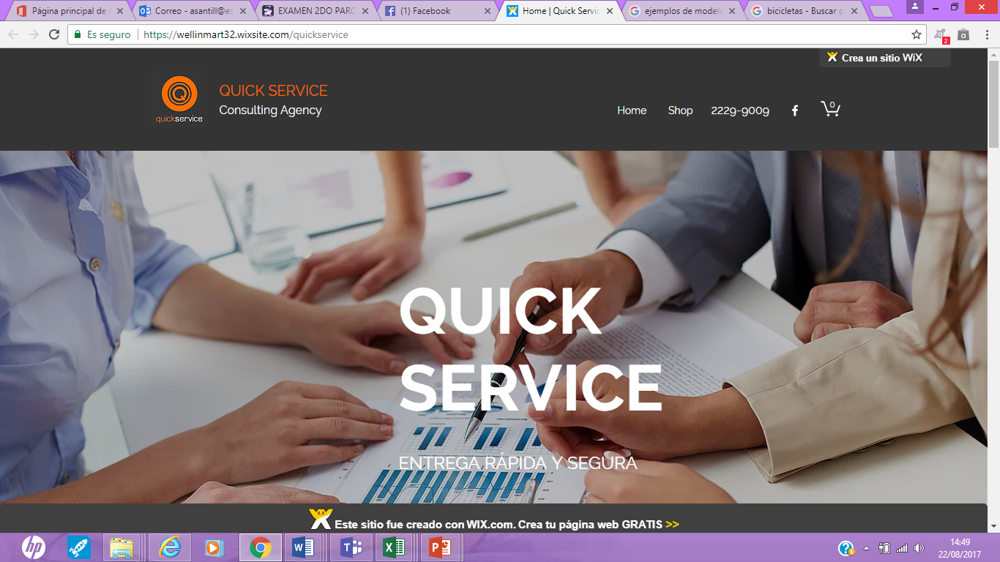 Página principal de
Correo - asantill@es
EXAMEN 2DO PARC
(1) Facebook
Home | Quick Servic
ejemplos de modelo
bicicletas - Buscar c
Es seguro
https://wellinmart32.wixsite.com/quickservice
2
a
Crea un sitio WiX
QUICK SERVICE
Consulting Agency
Q
quickservice
Home
Shop
2229-9009
f
0
QUICK
SERVICE
ENTREGA RÁPIDA Y SEGURA
Este sitio fue creado con WIX.com. Crea tu página web GRATIS >>
hp
14:49
22/08/2017